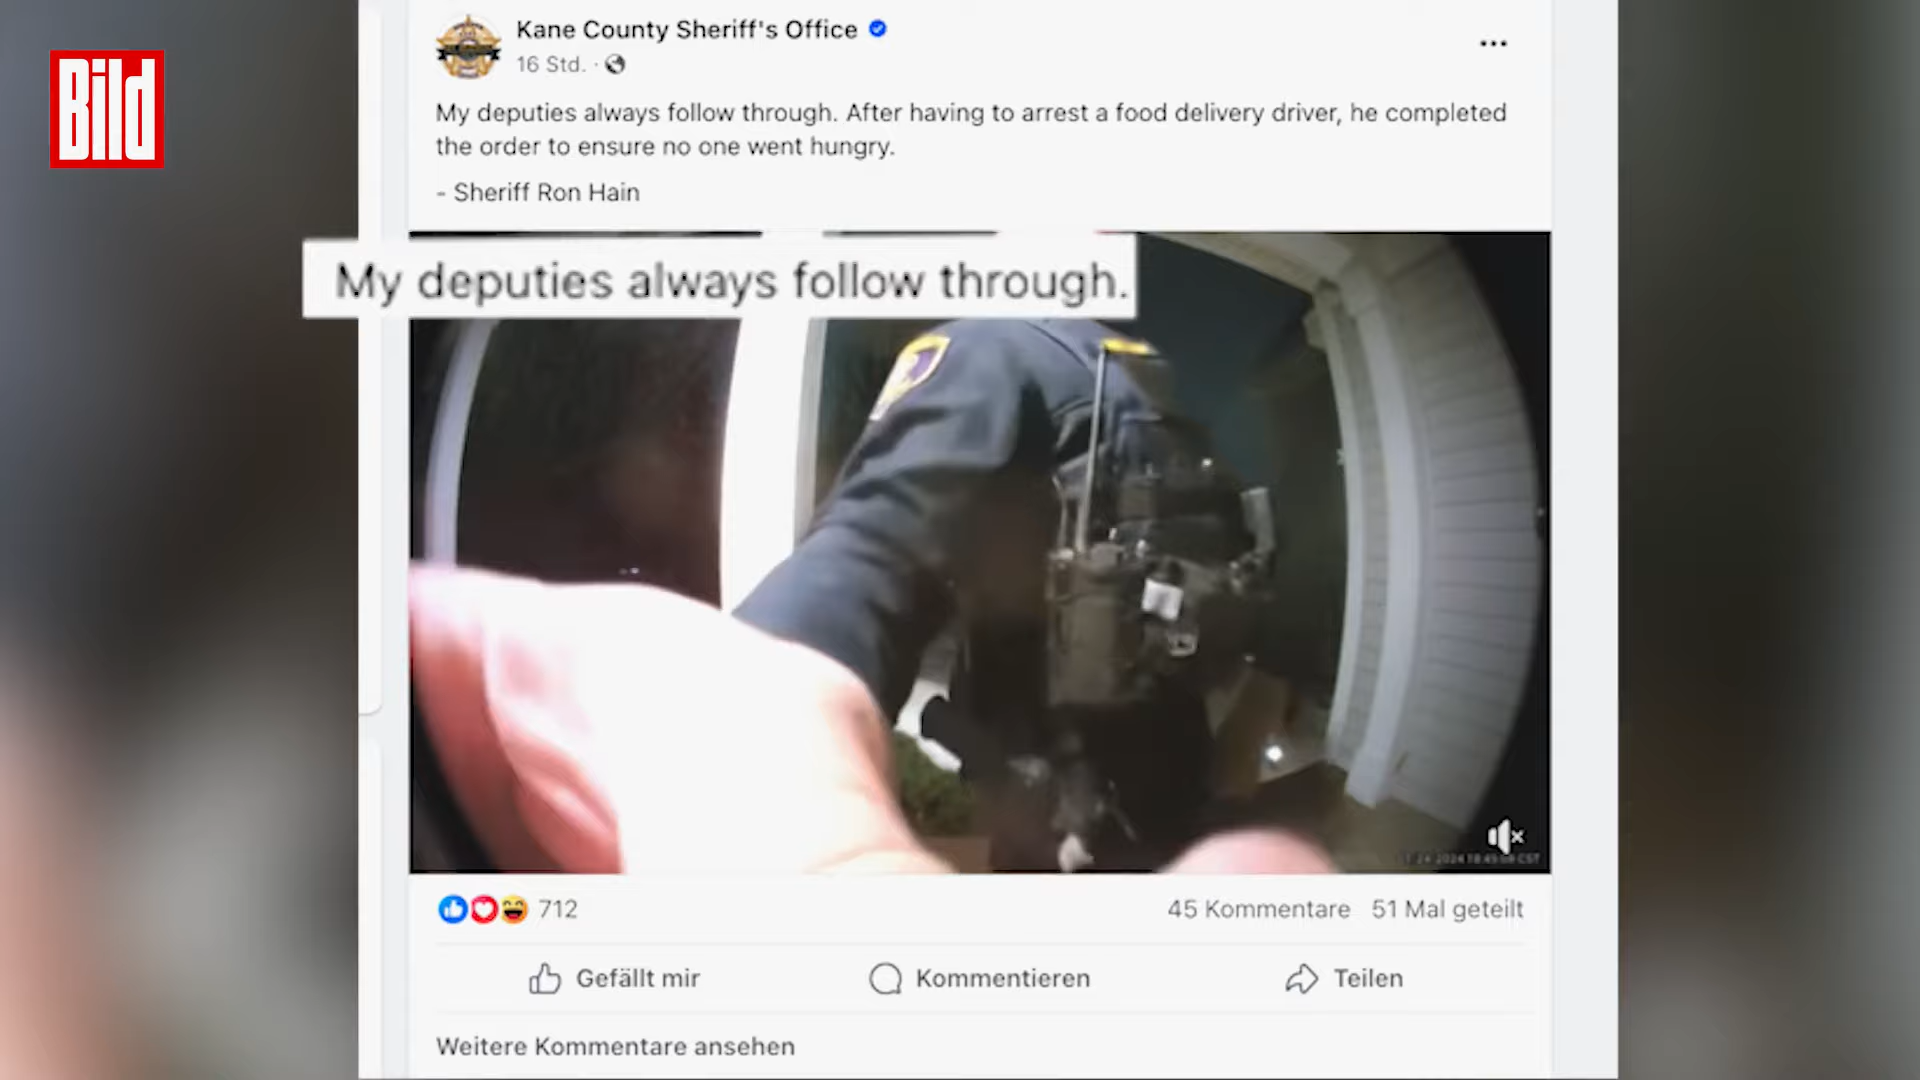 Bild
Kane County Sheriff's Office
16 Std. ·
My deputies always follow through. After having to arrest a food delivery driver, he completed
the order to ensure no one went hungry.
- Sheriff Ron Hain
My deputies always follow through.
712
45 Kommentare 51 Mal geteilt
Gefällt mir
Kommentieren
Teilen
Weitere Kommentare ansehen